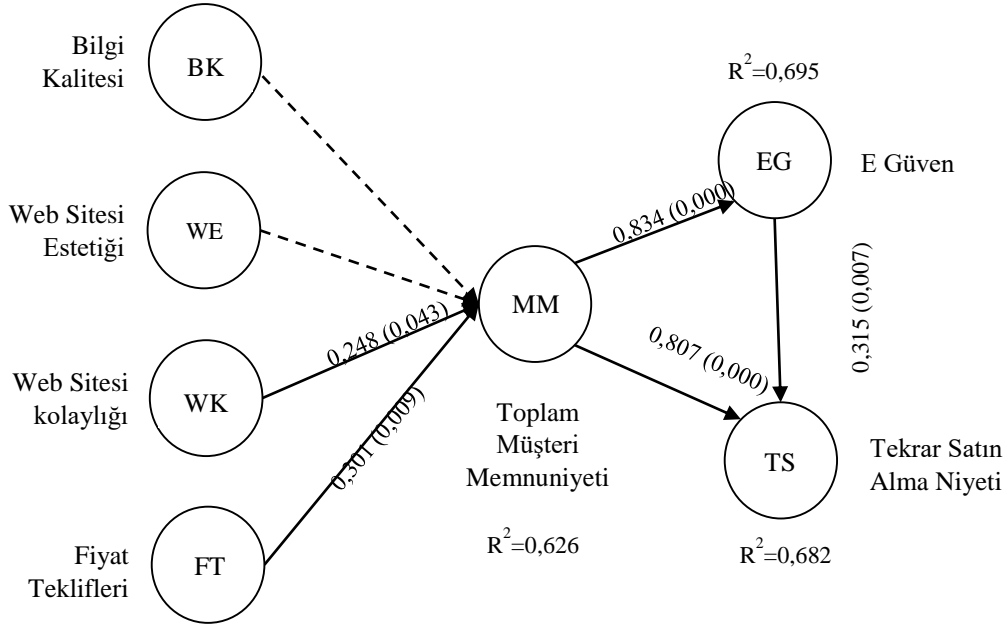 Bilgi
Kalitesi
BK
Web Sitesi
Estetiği
WE
Web Sitesi
kolaylığı
WK
Fiyat
Teklifleri
FT
0,248 (0,043)
0,301 (0,009)
MM
Toplam
Müşteri
Memnuniyeti
R²=0,626
0,834 (0,000)
0,807 (0,000)
R²=0,695
EG
E Güven
0,315 (0,007)
TS
Tekrar Satın
Alma Niyeti
R²=0,682